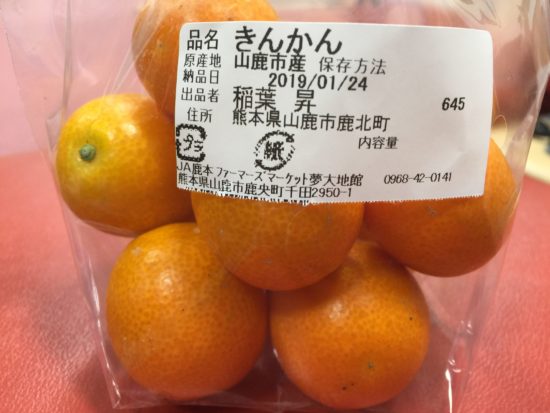 品名 きんかん
原産地 山鹿市産 保存方法
納品日 2019/01/24
出品者 稲葉 昇 645
住所 熊本県山鹿市鹿北町
内容量
プラ 紙
JA鹿本 ファーマーズマーケット夢大地館 0968-42-0141
熊本県山鹿市鹿央町千田2950-1